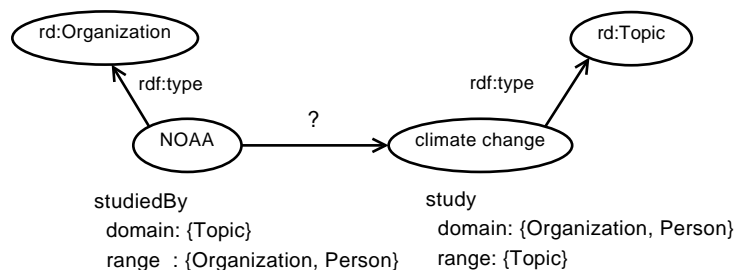 rd:Organization
rd:Topic
rdf:type
rdf:type
?
NOAA
climate change
studiedBy
domain: {Topic}
range : {Organization, Person}
study
domain: {Organization, Person}
range: {Topic}